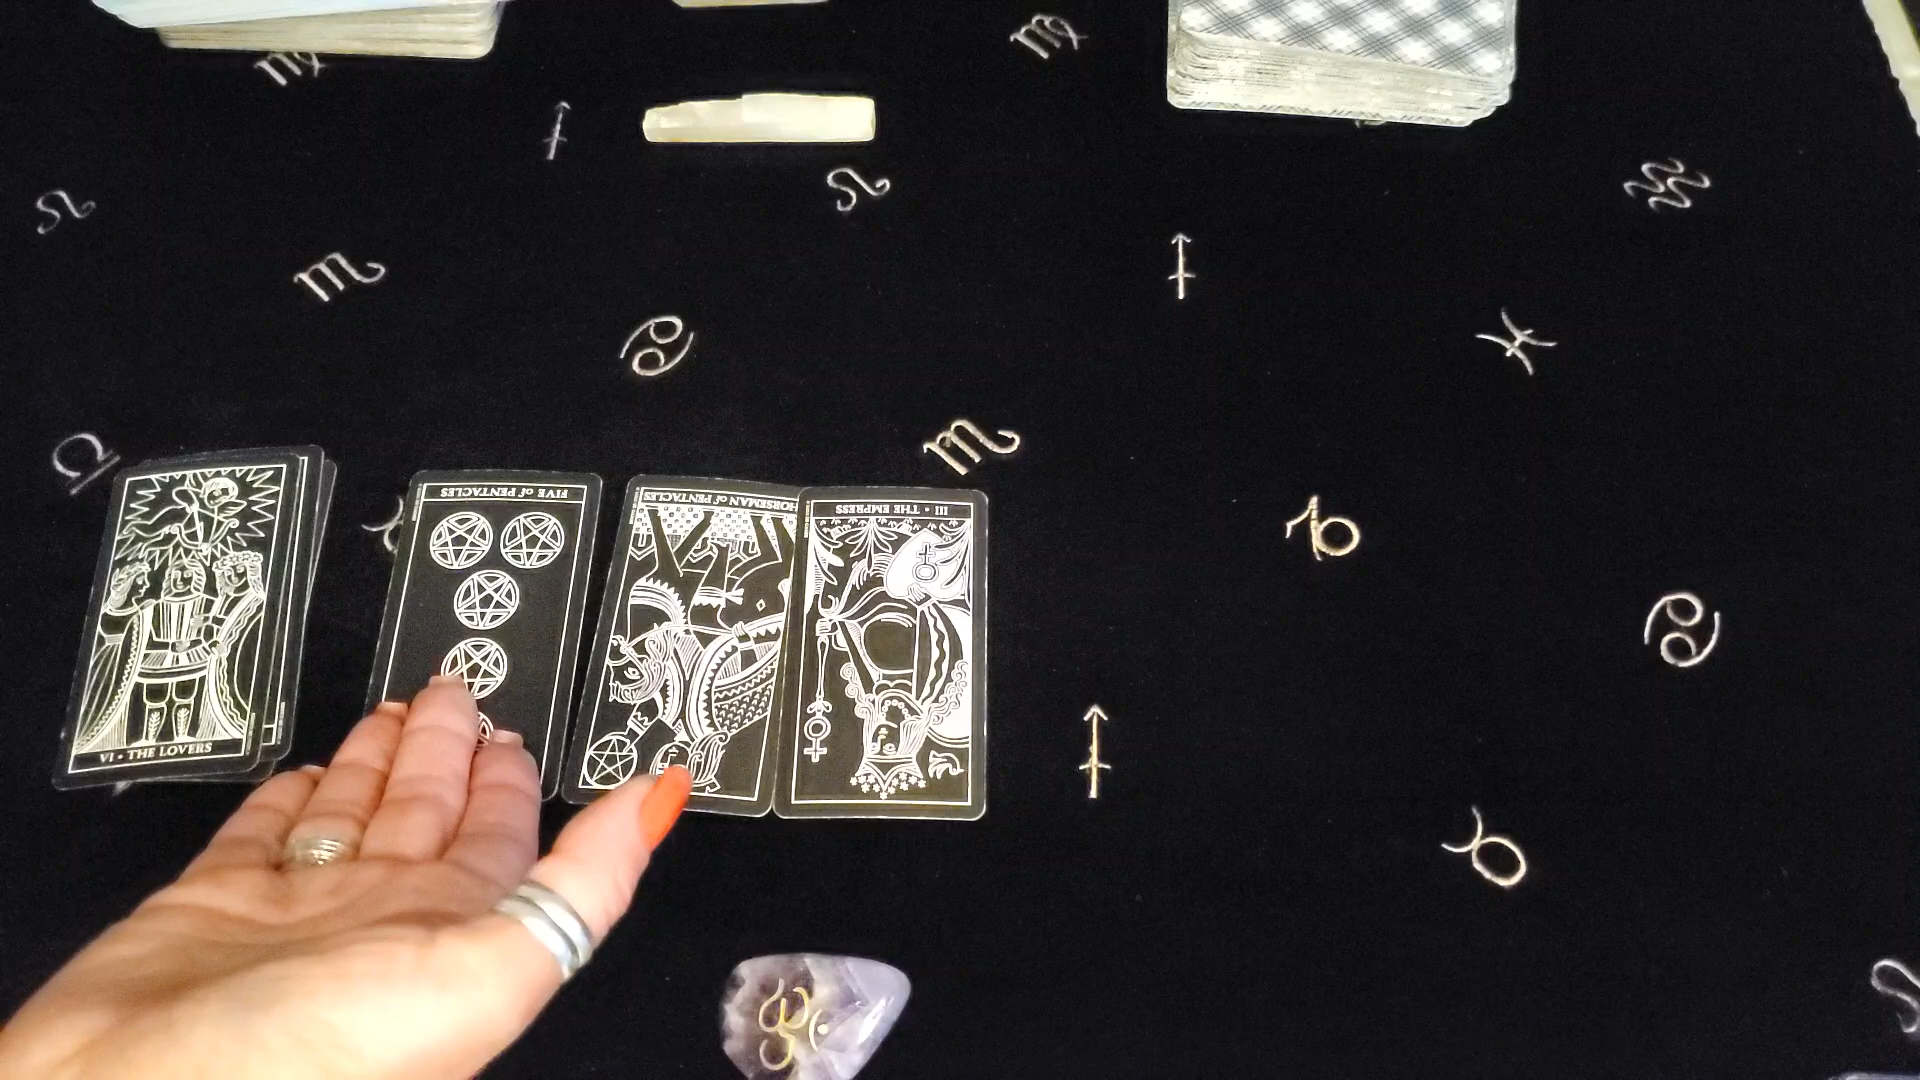 VI • THE LOVERS
FIVE of PENTACLES
HORSEMAN of PENTACLES
III • THE EMPRESS
ॐ